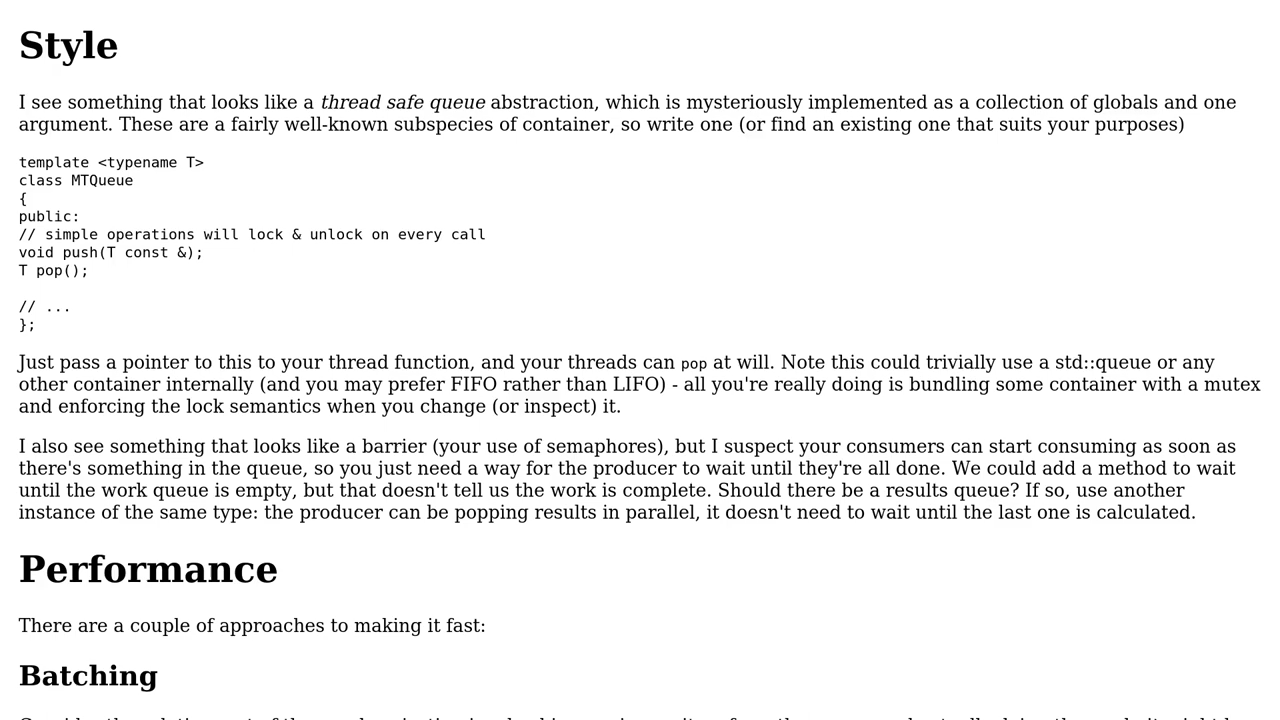 Style
I see something that looks like a thread safe queue abstraction, which is mysteriously implemented as a collection of globals and one
argument. These are a fairly well-known subspecies of container, so write one (or find an existing one that suits your purposes)
template <typename T>
class MTQueue
{
public:
// simple operations will lock & unlock on every call
void push(T const &);
T pop();
// ...
};
Just pass a pointer to this to your thread function, and your threads can pop at will. Note this could trivially use a std::queue or any
other container internally (and you may prefer FIFO rather than LIFO) - all you're really doing is bundling some container with a mutex
and enforcing the lock semantics when you change (or inspect) it.
I also see something that looks like a barrier (your use of semaphores), but I suspect your consumers can start consuming as soon as
there's something in the queue, so you just need a way for the producer to wait until they're all done. We could add a method to wait
until the work queue is empty, but that doesn't tell us the work is complete. Should there be a results queue? If so, use another
instance of the same type: the producer can be popping results in parallel, it doesn't need to wait until the last one is calculated.
Performance
There are a couple of approaches to making it fast:
Batching